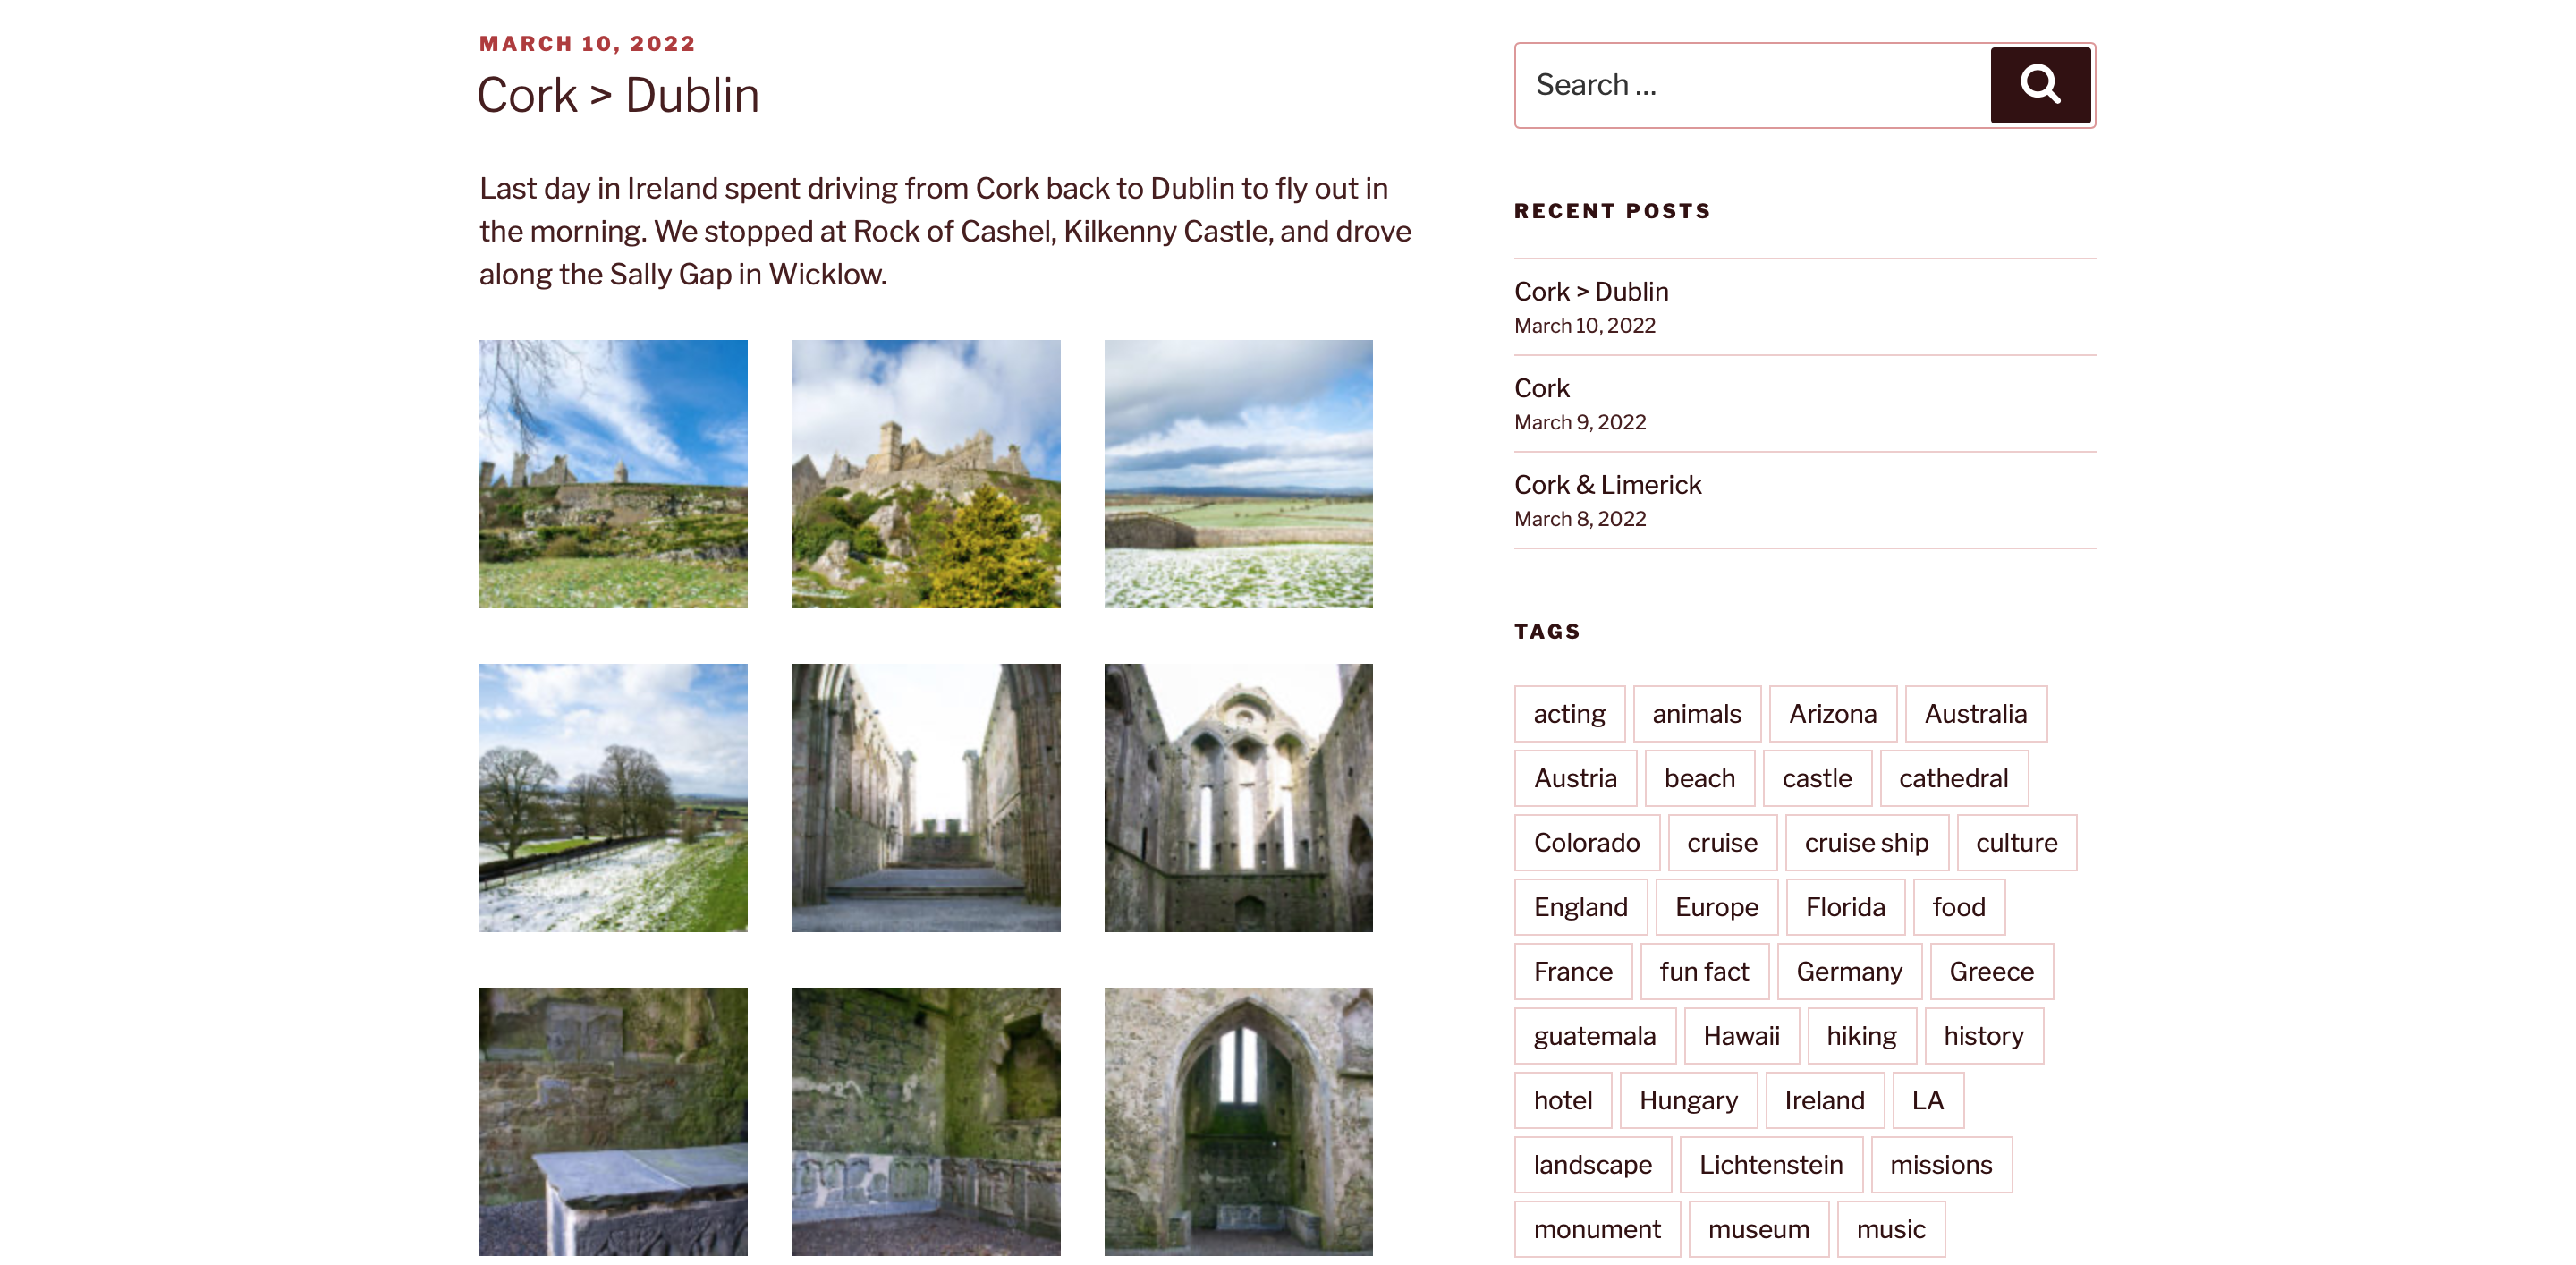 MARCH 10, 2022
Cork > Dublin
Last day in Ireland spent driving from Cork back to Dublin to fly out in
the morning. We stopped at Rock of Cashel, Kilkenny Castle, and drove
along the Sally Gap in Wicklow.
Search …
RECENT POSTS
Cork > Dublin
March 10, 2022
Cork
March 9, 2022
Cork & Limerick
March 8, 2022
TAGS
acting animals Arizona Australia
Austria beach castle cathedral
Colorado cruise cruise ship culture
England Europe Florida food
France fun fact Germany Greece
guatemala Hawaii hiking history
hotel Hungary Ireland LA
landscape Lichtenstein missions
monument museum music